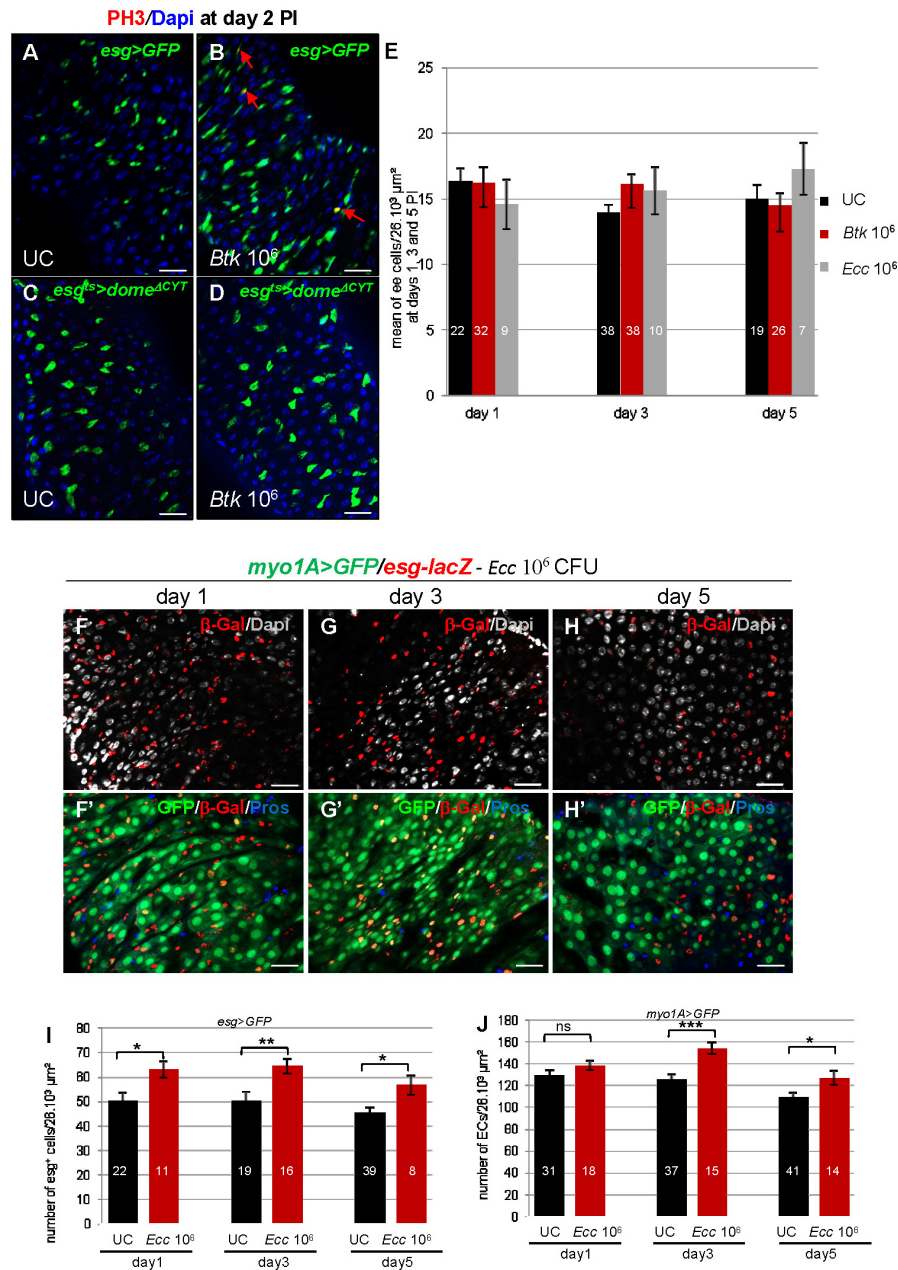 PH3/Dapi at day 2 PI
A esg>GFP
UC
B esg>GFP
Btk 10⁶
C esgᵗˢ>domeᐃCYT
UC
D esgᵗˢ>domeᐃCYT
Btk 10⁶
E
mean of ee cells/26.10³ µm²
at days 1, 3 and 5 PI
25
20
15
10
5
0
22 32 9
38 38 10
19 26 7
day 1 day 3 day 5
UC
Btk 10⁶
Ecc 10⁶
myo1A>GFP/esg-lacZ - Ecc 10⁶ CFU
day 1 day 3 day 5
F β-Gal/Dapi
G β-Gal/Dapi
H β-Gal/Dapi
F' GFP/β-Gal/Pros
G' GFP/β-Gal/Pros
H' GFP/β-Gal/Pros
I
esg>GFP
number of esg⁺ cells/26.10³ µm²
80
70
60
50
40
30
20
10
0
* ** *
22 11 19 16 39 8
UC Ecc 10⁶ UC Ecc 10⁶ UC Ecc 10⁶
day1 day3 day5
J
myo1A>GFP
number of ECs/26.10³ µm²
180
160
140
120
100
80
60
40
20
0
ns *** *
31 18 37 15 41 14
UC Ecc 10⁶ UC Ecc 10⁶ UC Ecc 10⁶
day1 day3 day5